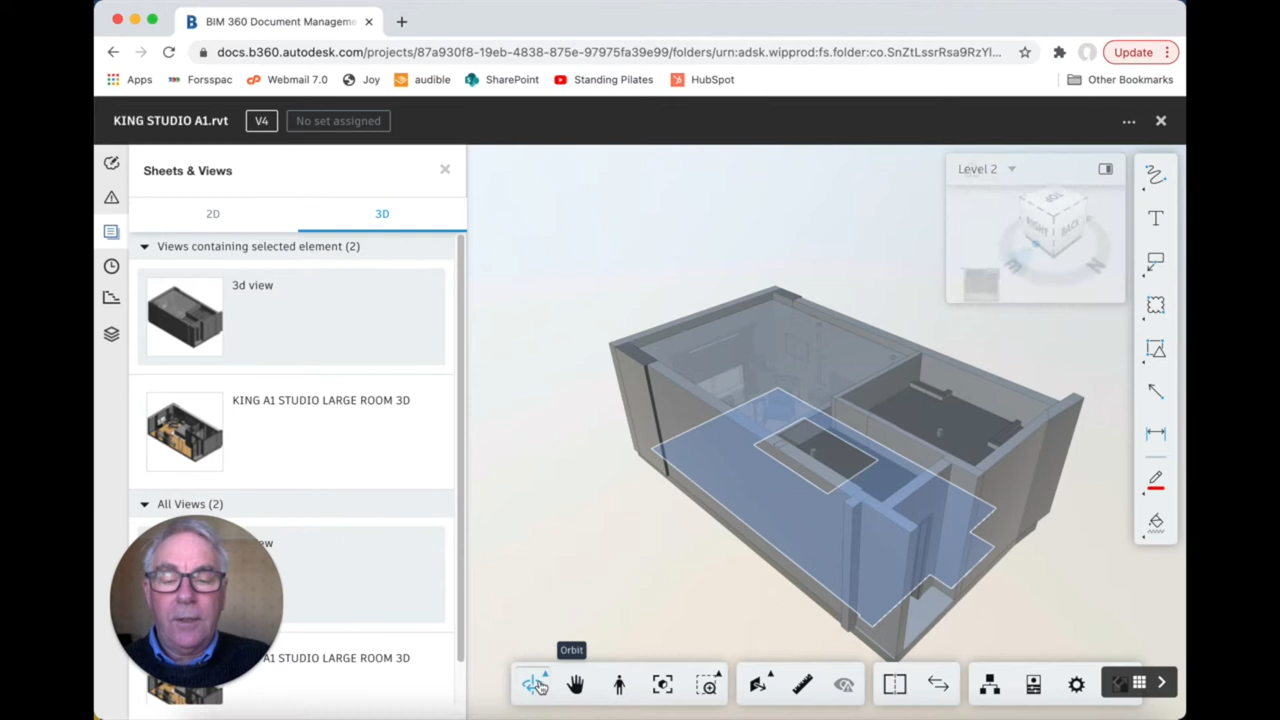 BIM 360 Document Manageme
docs.b360.autodesk.com/projects/87a930f8-19eb-4838-875e-97975fa39e99/folders/urn:adsk.wipprod:fs.folder:co.SnZtLssrRsa9RzYl...
Update
Apps
Forsspac
Webmail 7.0
Joy
audible
SharePoint
Standing Pilates
HubSpot
Other Bookmarks
KING STUDIO A1.rvt
V4
No set assigned
Sheets & Views
2D
3D
Views containing selected element (2)
3d view
KING A1 STUDIO LARGE ROOM 3D
All Views (2)
ew
A1 STUDIO LARGE ROOM 3D
Level 2
RIGHT
BACK
E
N
T
Orbit